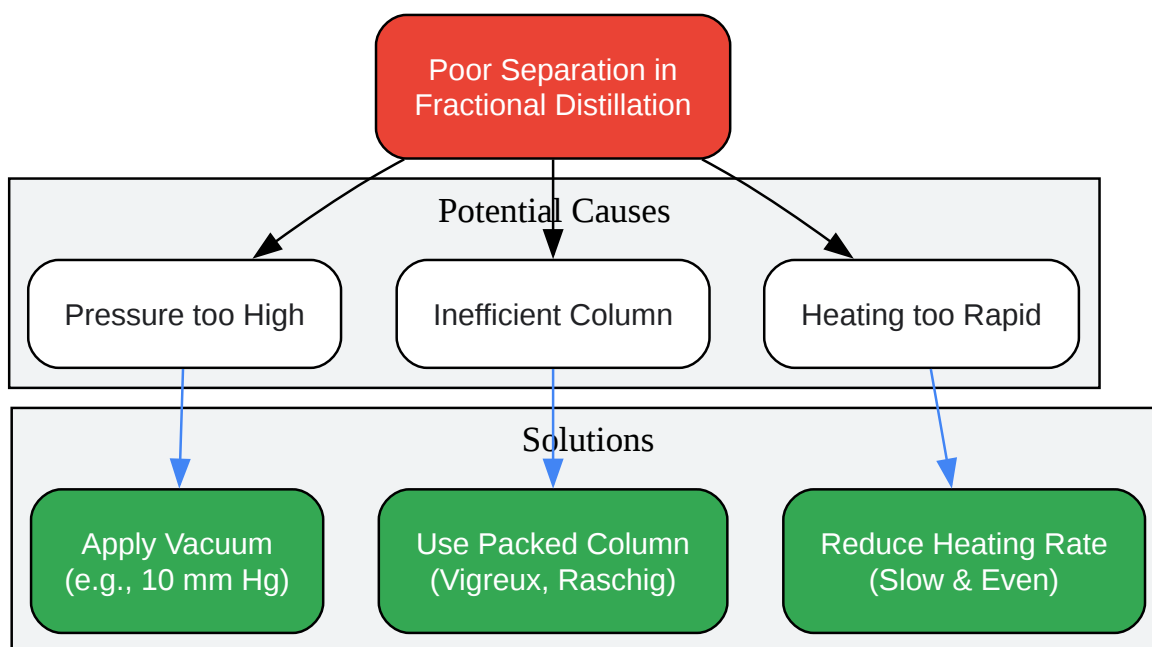 Poor Separation in
Fractional Distillation
Potential Causes
Pressure too High
Inefficient Column
Heating too Rapid
Solutions
Apply Vacuum
(e.g., 10 mm Hg)
Use Packed Column
(Vigreux, Raschig)
Reduce Heating Rate
(Slow & Even)